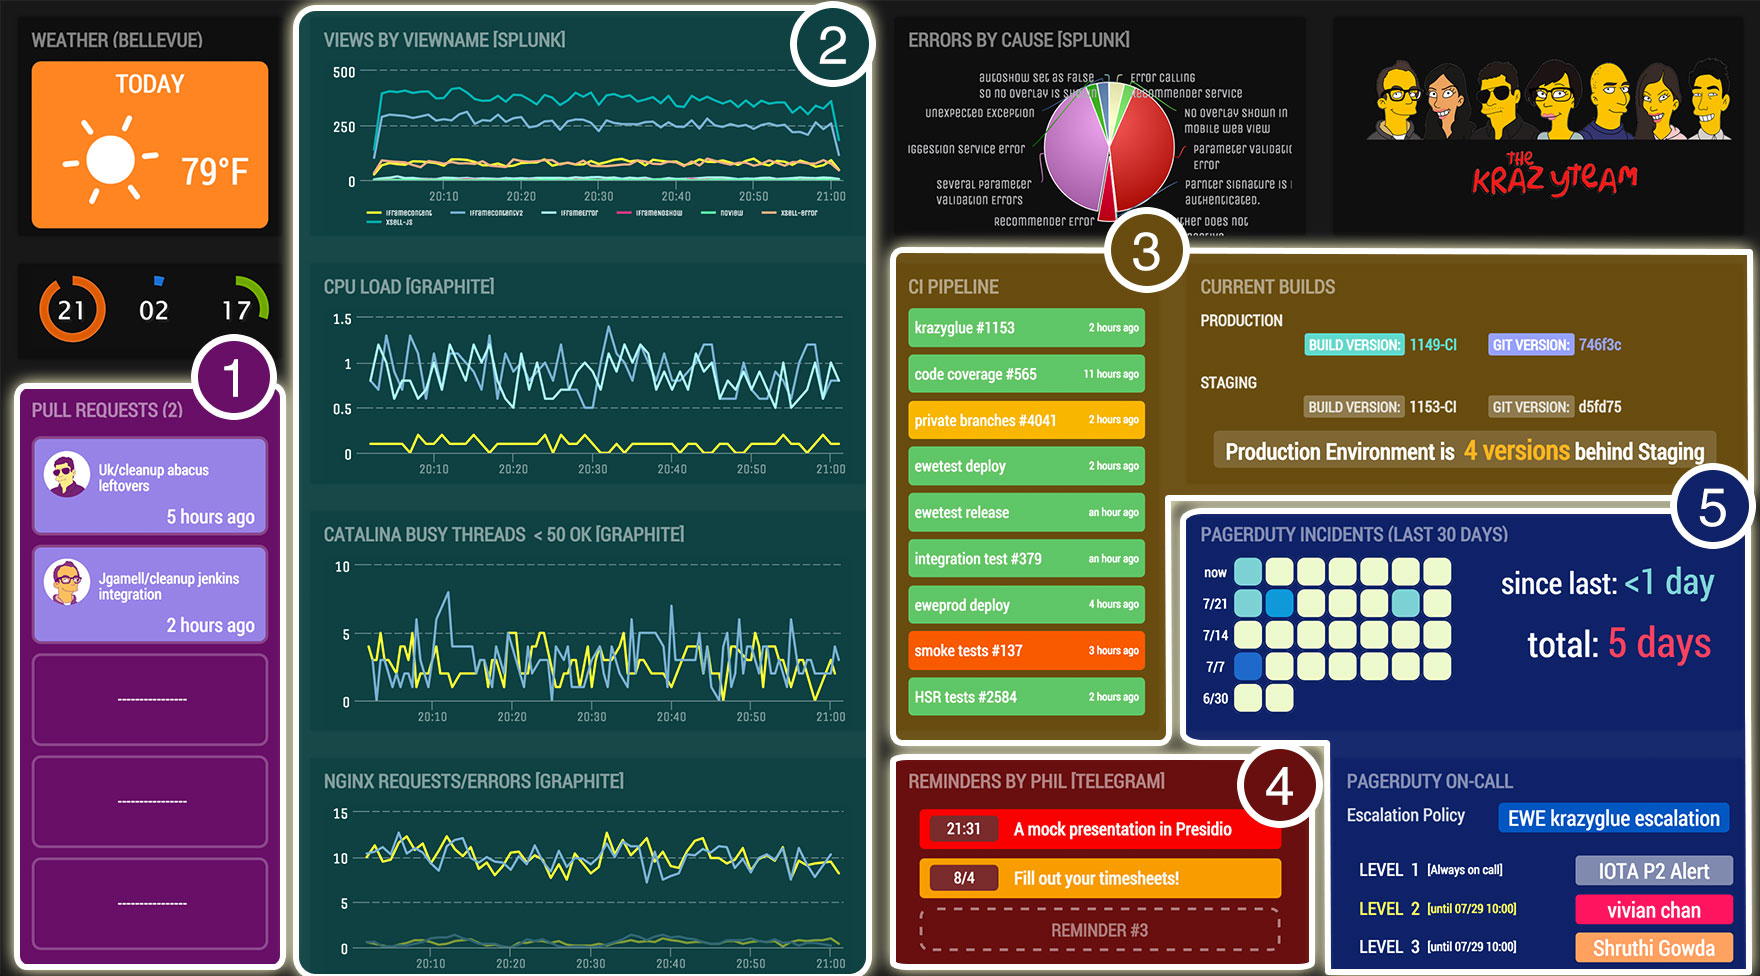 WEATHER (BELLEVUE)
TODAY
79°F
21
02
17
1
PULL REQUESTS (2)
Uk/cleanup abacus
leftovers
5 hours ago
Jgamell/cleanup jenkins
integration
2 hours ago
----------------
----------------
----------------
2
VIEWS BY VIEWNAME [SPLUNK]
500
250
0
20:10
20:20
20:30
20:40
20:50
21:00
IFRAMECONTENT
IFRAMECONTENTV2
IFRAMEERROR
IFRAMENOSHOW
NOVIEW
XSELL-ERROR
XSELL-JS
CPU LOAD [GRAPHITE]
1.5
1
0.5
0
20:10
20:20
20:30
20:40
20:50
21:00
CATALINA BUSY THREADS < 50 OK [GRAPHITE]
10
5
0
20:10
20:20
20:30
20:40
20:50
21:00
NGINX REQUESTS/ERRORS [GRAPHITE]
15
10
5
0
20:10
20:20
20:30
20:40
20:50
21:00
ERRORS BY CAUSE [SPLUNK]
AUTOSHOW SET AS FALSE
SO NO OVERLAY IS SHOWN
ERROR CALLING
RECOMMENDER SERVICE
UNEXPECTED EXCEPTION
NO OVERLAY SHOWN IN
MOBILE WEB VIEW
IGGESTION SERVICE ERROR
PARAMETER VALIDATIC
ERROR
SEVERAL PARAMETER
VALIDATION ERRORS
PARNTER SIGNATURE IS
AUTHENTICATED.
RECOMMENDER ERROR
THER DOES NOT
THE
KRAZYTEAM
3
CI PIPELINE
krazyglue #1153 2 hours ago
code coverage #565 11 hours ago
private branches #4041 2 hours ago
ewetest deploy 2 hours ago
ewetest release an hour ago
integration test #379 an hour ago
eweprod deploy 4 hours ago
smoke tests #137 3 hours ago
HSR tests #2584 2 hours ago
CURRENT BUILDS
PRODUCTION
BUILD VERSION: 1149-CI GIT VERSION: 746f3c
STAGING
BUILD VERSION: 1153-CI GIT VERSION: d5fd75
Production Environment is 4 versions behind Staging
5
PAGERDUTY INCIDENTS (LAST 30 DAYS)
now
7/21
7/14
7/7
6/30
since last: <1 day
total: 5 days
4
REMINDERS BY PHIL [TELEGRAM]
21:31 A mock presentation in Presidio
8/4 Fill out your timesheets!
REMINDER #3
PAGERDUTY ON-CALL
Escalation Policy EWE krazyglue escalation
LEVEL 1 [Always on call] IOTA P2 Alert
LEVEL 2 [until 07/29 10:00] vivian chan
LEVEL 3 [until 07/29 10:00] Shruthi Gowda